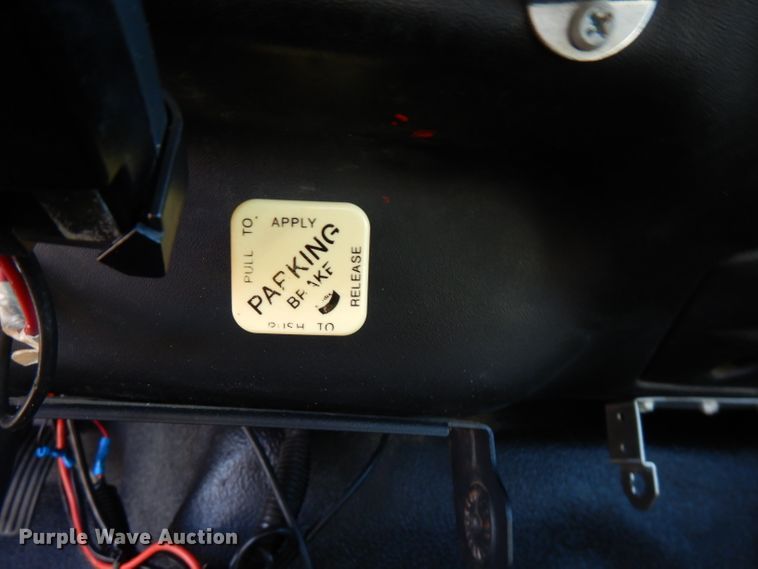 PULL TO
APPLY
PARKING
BRAKE
PUSH TO
RELEASE
Purple Wave Auction